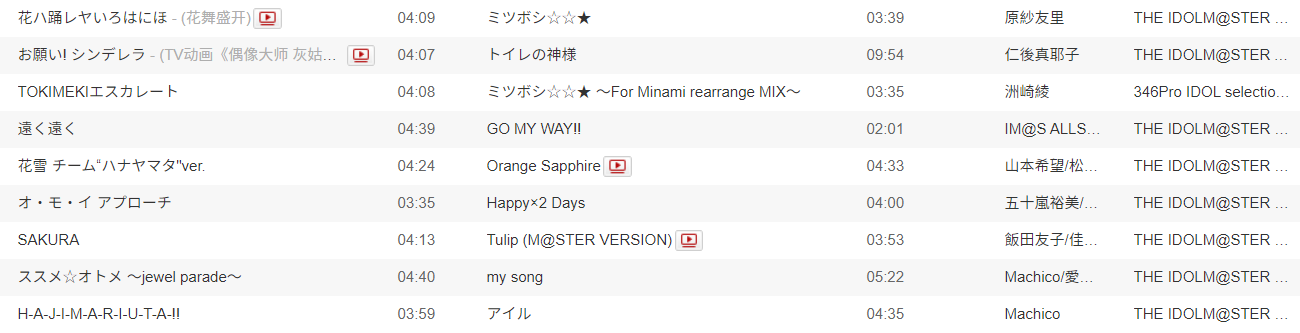 花ハ踊レヤいろはにほ - (花舞盛开) 04:09 ミツボシ☆☆★ 03:39 原紗友里 THE IDOLM@STER ...
お願い! シンデレラ - (TV动画《偶像大师 灰姑... 04:07 トイレの神様 09:54 仁後真耶子 THE IDOLM@STER ...
TOKIMEKIエスカレート 04:08 ミツボシ☆☆★ ～For Minami rearrange MIX～ 03:35 洲崎綾 346Pro IDOL selectio...
遠く遠く 04:39 GO MY WAY!! 02:01 IM@S ALLS... THE IDOLM@STER ...
花雪 チーム“ハナヤマタ"ver. 04:24 Orange Sapphire 04:33 山本希望/松... THE IDOLM@STER ...
オ・モ・イ アプローチ 03:35 Happy×2 Days 04:00 五十嵐裕美/... THE IDOLM@STER ...
SAKURA 04:13 Tulip (M@STER VERSION) 03:53 飯田友子/佳... THE IDOLM@STER ...
ススメ☆オトメ ～jewel parade～ 04:40 my song 05:22 Machico/愛... THE IDOLM@STER ...
H-A-J-I-M-A-R-I-U-T-A-!! 03:59 アイル 04:35 Machico THE IDOLM@STER ...